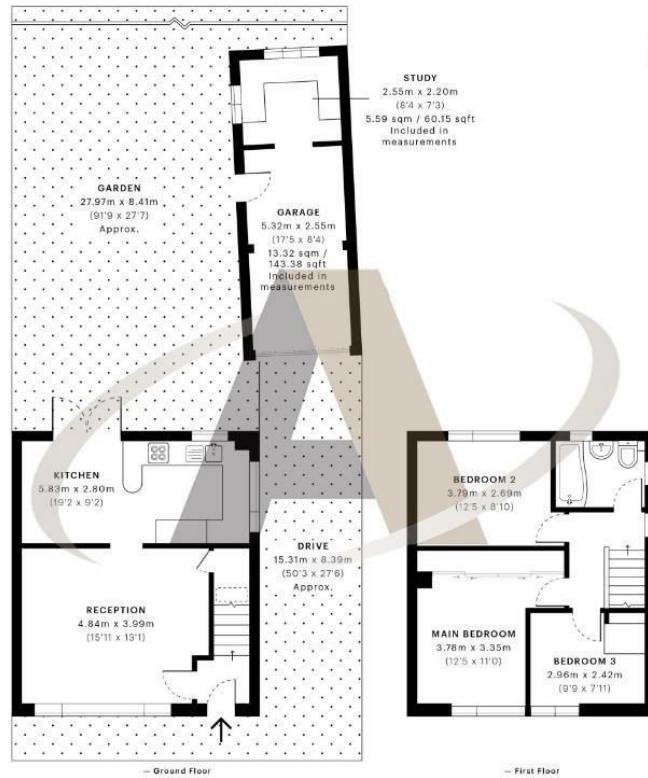 STUDY
2.55m x 2.20m
(8'4 x 7'3)
5.59 sqm / 60.15 sqft
Included in
measurements
GARDEN
27.97m x 8.41m
(91'9 x 27'7)
Approx.
GARAGE
5.32m x 2.55m
(17'5 x 8'4)
13.32 sqm /
143.38 sqft
Included in
measurements
KITCHEN
5.83m x 2.80m
(19'2 x 9'2)
DRIVE
15.31m x 8.39m
(50'3 x 27'6)
Approx.
RECEPTION
4.84m x 3.99m
(15'11 x 13'1)
BEDROOM 2
3.79m x 2.69m
(12'5 x 8'10)
MAIN BEDROOM
3.78m x 3.35m
(12'5 x 11'0)
BEDROOM 3
2.96m x 2.42m
(9'9 x 7'11)
— Ground Floor
— First Floor